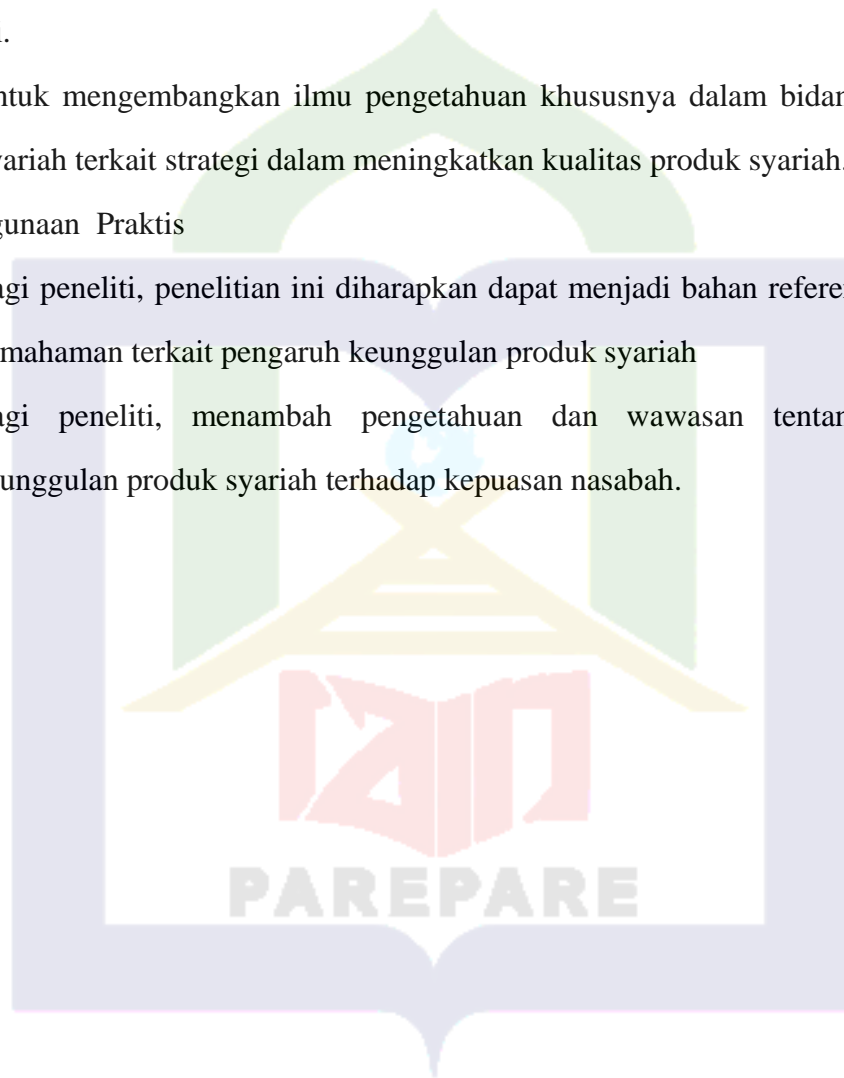 i.
ntuk mengembangkan ilmu pengetahuan khususnya dalam bidan
yariah terkait strategi dalam meningkatkan kualitas produk syariah.
gunaan Praktis
agi peneliti, penelitian ini diharapkan dapat menjadi bahan refere
mahaman terkait pengaruh keunggulan produk syariah
agi peneliti, menambah pengetahuan dan wawasan tentan
unggulan produk syariah terhadap kepuasan nasabah.
iain
PAREPARE